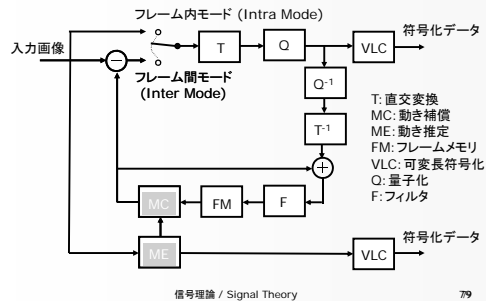 フレーム内モード (Intra Mode)
符号化データ
入力画像
T
Q
VLC
フレーム間モード
(Inter Mode)
Q-1
T-1
T: 直交変換
MC: 動き補償
ME: 動き推定
FM: フレームメモリ
VLC: 可変長符号化
Q: 量子化
F: フィルタ
MC
FM
F
符号化データ
ME
VLC
信号理論 / Signal Theory
7/9